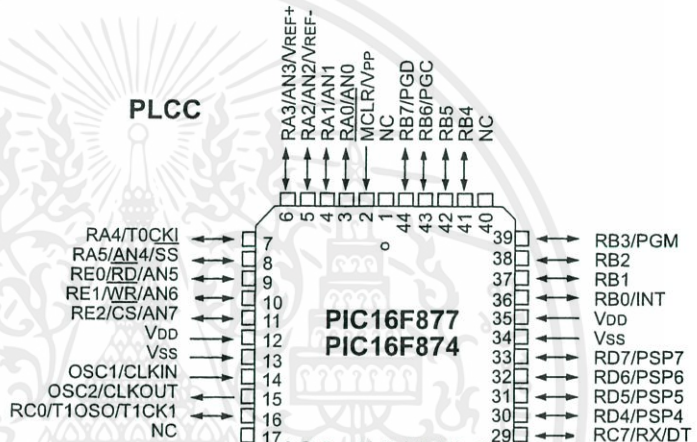 PLCC
RA3/AN3/VREF+
RA2/AN2/VREF-
RA1/AN1
RA0/AN0
MCLR/VPP
NC
RB7/PGD
RB6/PGC
RB5
RB4
NC
6 5 4 3 2 1 44 43 42 41 40
RA4/T0CKI 7
RA5/AN4/SS 8
RE0/RD/AN5 9
RE1/WR/AN6 10
RE2/CS/AN7 11
VDD 12
VSS 13
OSC1/CLKIN 14
OSC2/CLKOUT 15
RC0/T1OSO/T1CK1 16
NC 17
PIC16F877
PIC16F874
39 RB3/PGM
38 RB2
37 RB1
36 RB0/INT
35 VDD
34 VSS
33 RD7/PSP7
32 RD6/PSP6
31 RD5/PSP5
30 RD4/PSP4
29 RC7/RX/DT